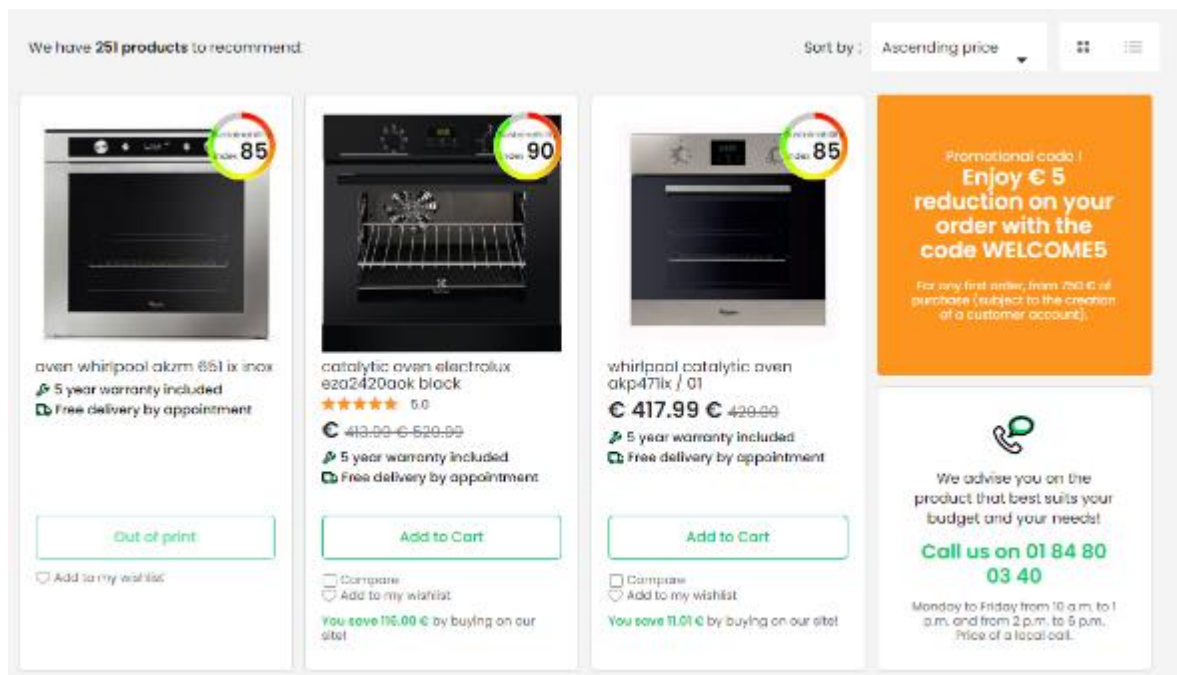 We have 251 products to recommend.
Sort by :
Ascending price
Index 85
oven whirlpool akzm 651 ix inox
5 year warranty included
Free delivery by appointment
Out of print
Add to my wishlist
Index 90
catalytic oven electrolux
eza2420aok black
5.0
€ 413.99 € 529.99
5 year warranty included
Free delivery by appointment
Add to Cart
Compare
Add to my wishlist
You save 116.00 € by buying on our
site!
Index 85
whirlpool catalytic oven
akp471ix / 01
€ 417.99 € 429.00
5 year warranty included
Free delivery by appointment
Add to Cart
Compare
Add to my wishlist
You save 11.01 € by buying on our site!
Promotional code !
Enjoy € 5
reduction on your
order with the
code WELCOME5
For any first order, from 750 € of
purchase (subject to the creation
of a customer account).
We advise you on the
product that best suits your
budget and your needs!
Call us on 01 84 80
03 40
Monday to Friday from 10 a.m. to 1
p.m. and from 2 p.m. to 6 p.m.
Price of a local call.